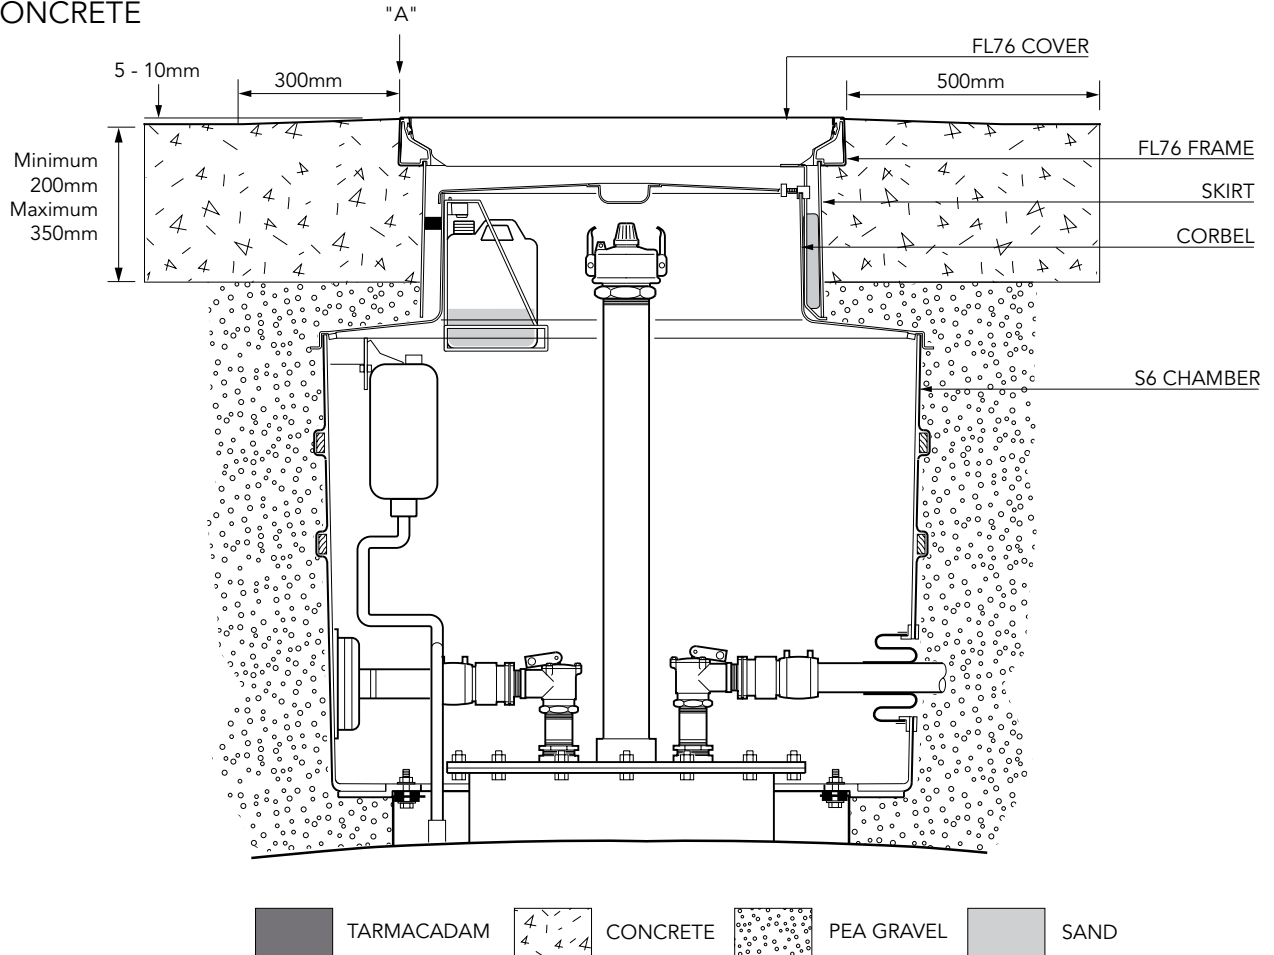 ONCRETE
"A"
FL76 COVER
5 - 10mm
300mm
500mm
Minimum
200mm
Maximum
350mm
FL76 FRAME
SKIRT
CORBEL
S6 CHAMBER
TARMACADAM
CONCRETE
PEA GRAVEL
SAND